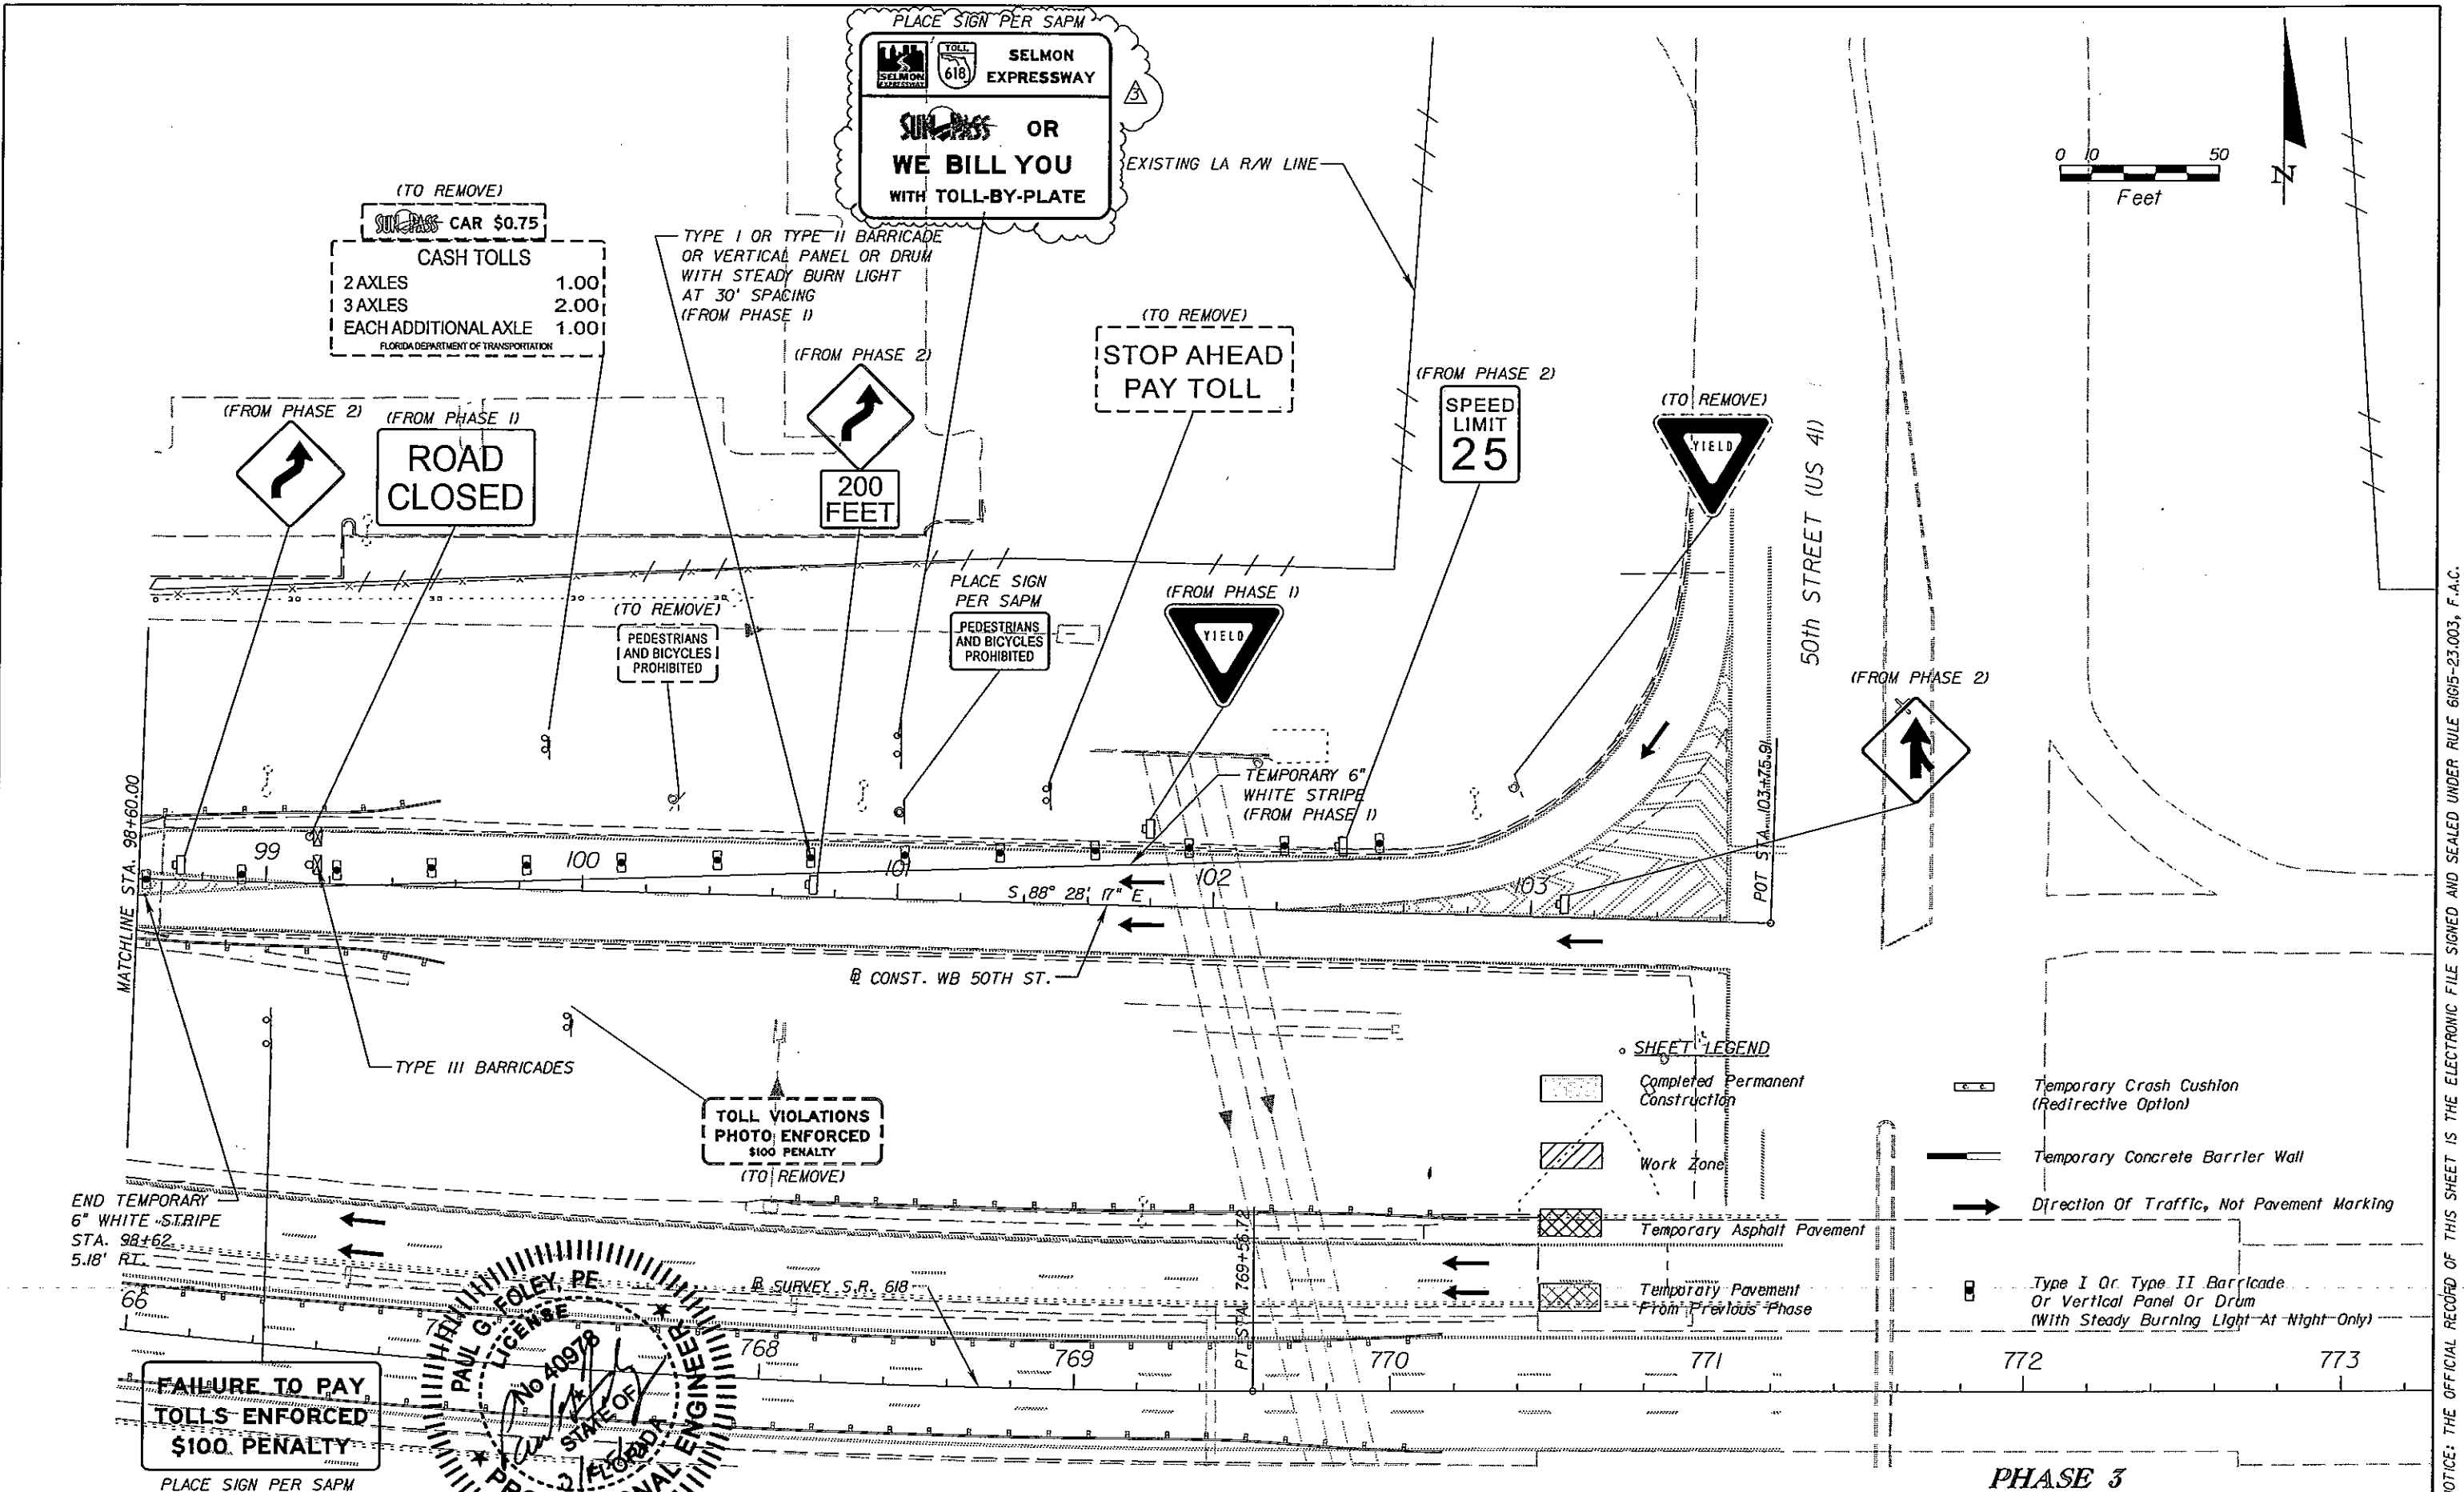 PLACE SIGN PER SAPM
SELMON
EXPRESSWAY
TOLL
618
SELMON
EXPRESSWAY
3
SUNPASS OR
WE BILL YOU
WITH TOLL-BY-PLATE
EXISTING LA R/W LINE
0 10 50
Feet
N
(TO REMOVE)
SUNPASS CAR $0.75
CASH TOLLS
2 AXLES 1.00
3 AXLES 2.00
EACH ADDITIONAL AXLE 1.00
FLORIDA DEPARTMENT OF TRANSPORTATION
TYPE I OR TYPE II BARRICADE
OR VERTICAL PANEL OR DRUM
WITH STEADY BURN LIGHT
AT 30' SPACING
(FROM PHASE 1)
(FROM PHASE 2)
200
FEET
(TO REMOVE)
STOP AHEAD
PAY TOLL
(FROM PHASE 2)
SPEED
LIMIT
25
(TO REMOVE)
YIELD
50th STREET (US 41)
(FROM PHASE 2)
(FROM PHASE 1)
ROAD
CLOSED
(TO REMOVE)
PEDESTRIANS
AND BICYCLES
PROHIBITED
PLACE SIGN
PER SAPM
PEDESTRIANS
AND BICYCLES
PROHIBITED
(FROM PHASE 1)
YIELD
(FROM PHASE 2)
TEMPORARY 6"
WHITE STRIPE
(FROM PHASE 1)
MATCHLINE STA. 98+60.00
99
100
101
102
103
S 88° 28' 17" E
POT STA. 103+75.91
℄ CONST. WB 50TH ST.
TYPE III BARRICADES
TOLL VIOLATIONS
PHOTO ENFORCED
$100 PENALTY
(TO REMOVE)
END TEMPORARY
6" WHITE STRIPE
STA. 98+62
5.18' RT.
SHEET LEGEND
Completed Permanent
Construction
Work Zone
Temporary Asphalt Pavement
Temporary Pavement
From Previous Phase
Temporary Crash Cushion
(Redirective Option)
Temporary Concrete Barrier Wall
Direction Of Traffic, Not Pavement Marking
Type I Or Type II Barricade
Or Vertical Panel Or Drum
(With Steady Burning Light At Night Only)
℄ SURVEY S.R. 618
PT STA. 769+56.72
66
768
769
770
771
772
773
FAILURE TO PAY
TOLLS ENFORCED
$100 PENALTY
PLACE SIGN PER SAPM
PAUL G. FOLEY, PE
LICENSE
No 40978
STATE OF
FLORIDA
PROFESSIONAL ENGINEER
PHASE 3
NOTICE: THE OFFICIAL RECORD OF THIS SHEET IS THE ELECTRONIC FILE SIGNED AND SEALED UNDER RULE 61G15-23.003, F.A.C.